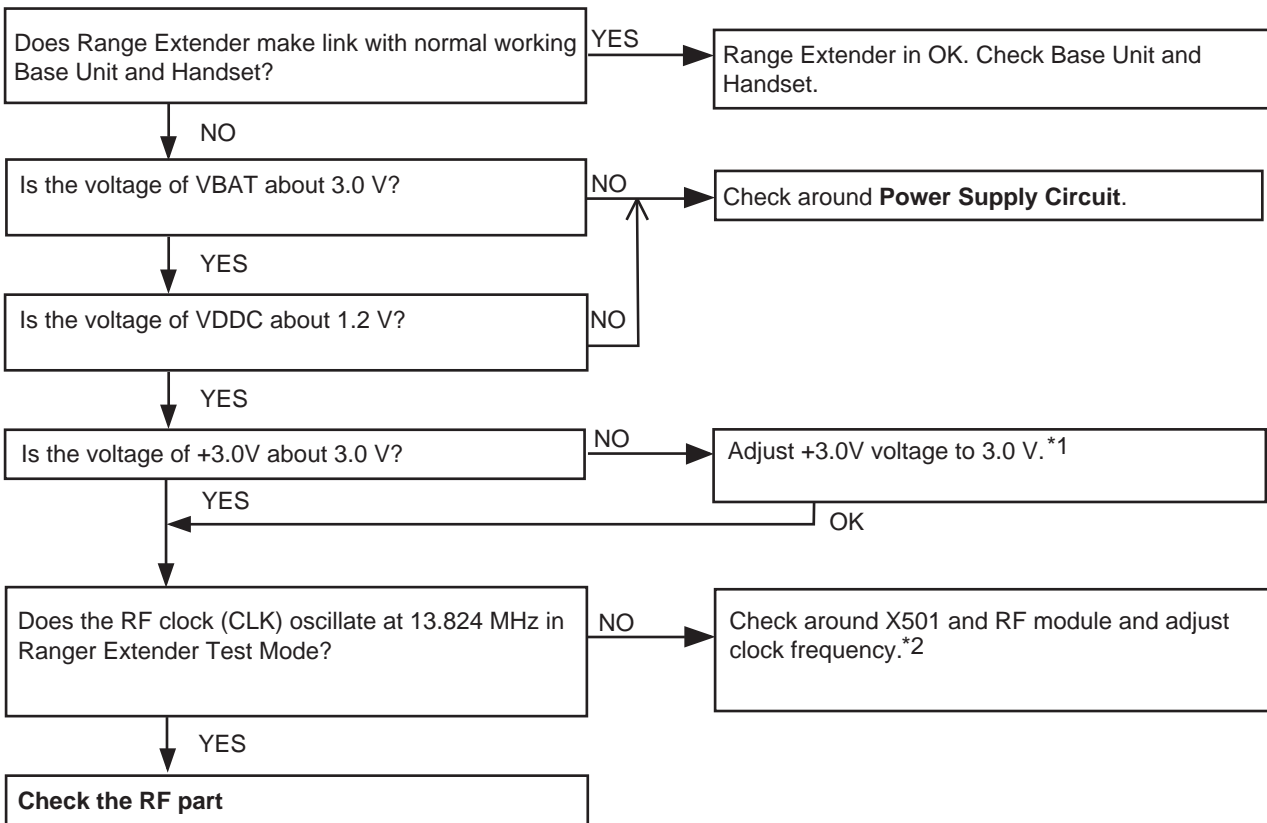 Does Range Extender make link with normal working
Base Unit and Handset?
YES
Range Extender in OK. Check Base Unit and
Handset.
NO
Is the voltage of VBAT about 3.0 V?
NO
Check around Power Supply Circuit.
YES
Is the voltage of VDDC about 1.2 V?
NO
YES
Is the voltage of +3.0V about 3.0 V?
NO
Adjust +3.0V voltage to 3.0 V.*1
YES
OK
Does the RF clock (CLK) oscillate at 13.824 MHz in
Ranger Extender Test Mode?
NO
Check around X501 and RF module and adjust
clock frequency.*2
YES
Check the RF part